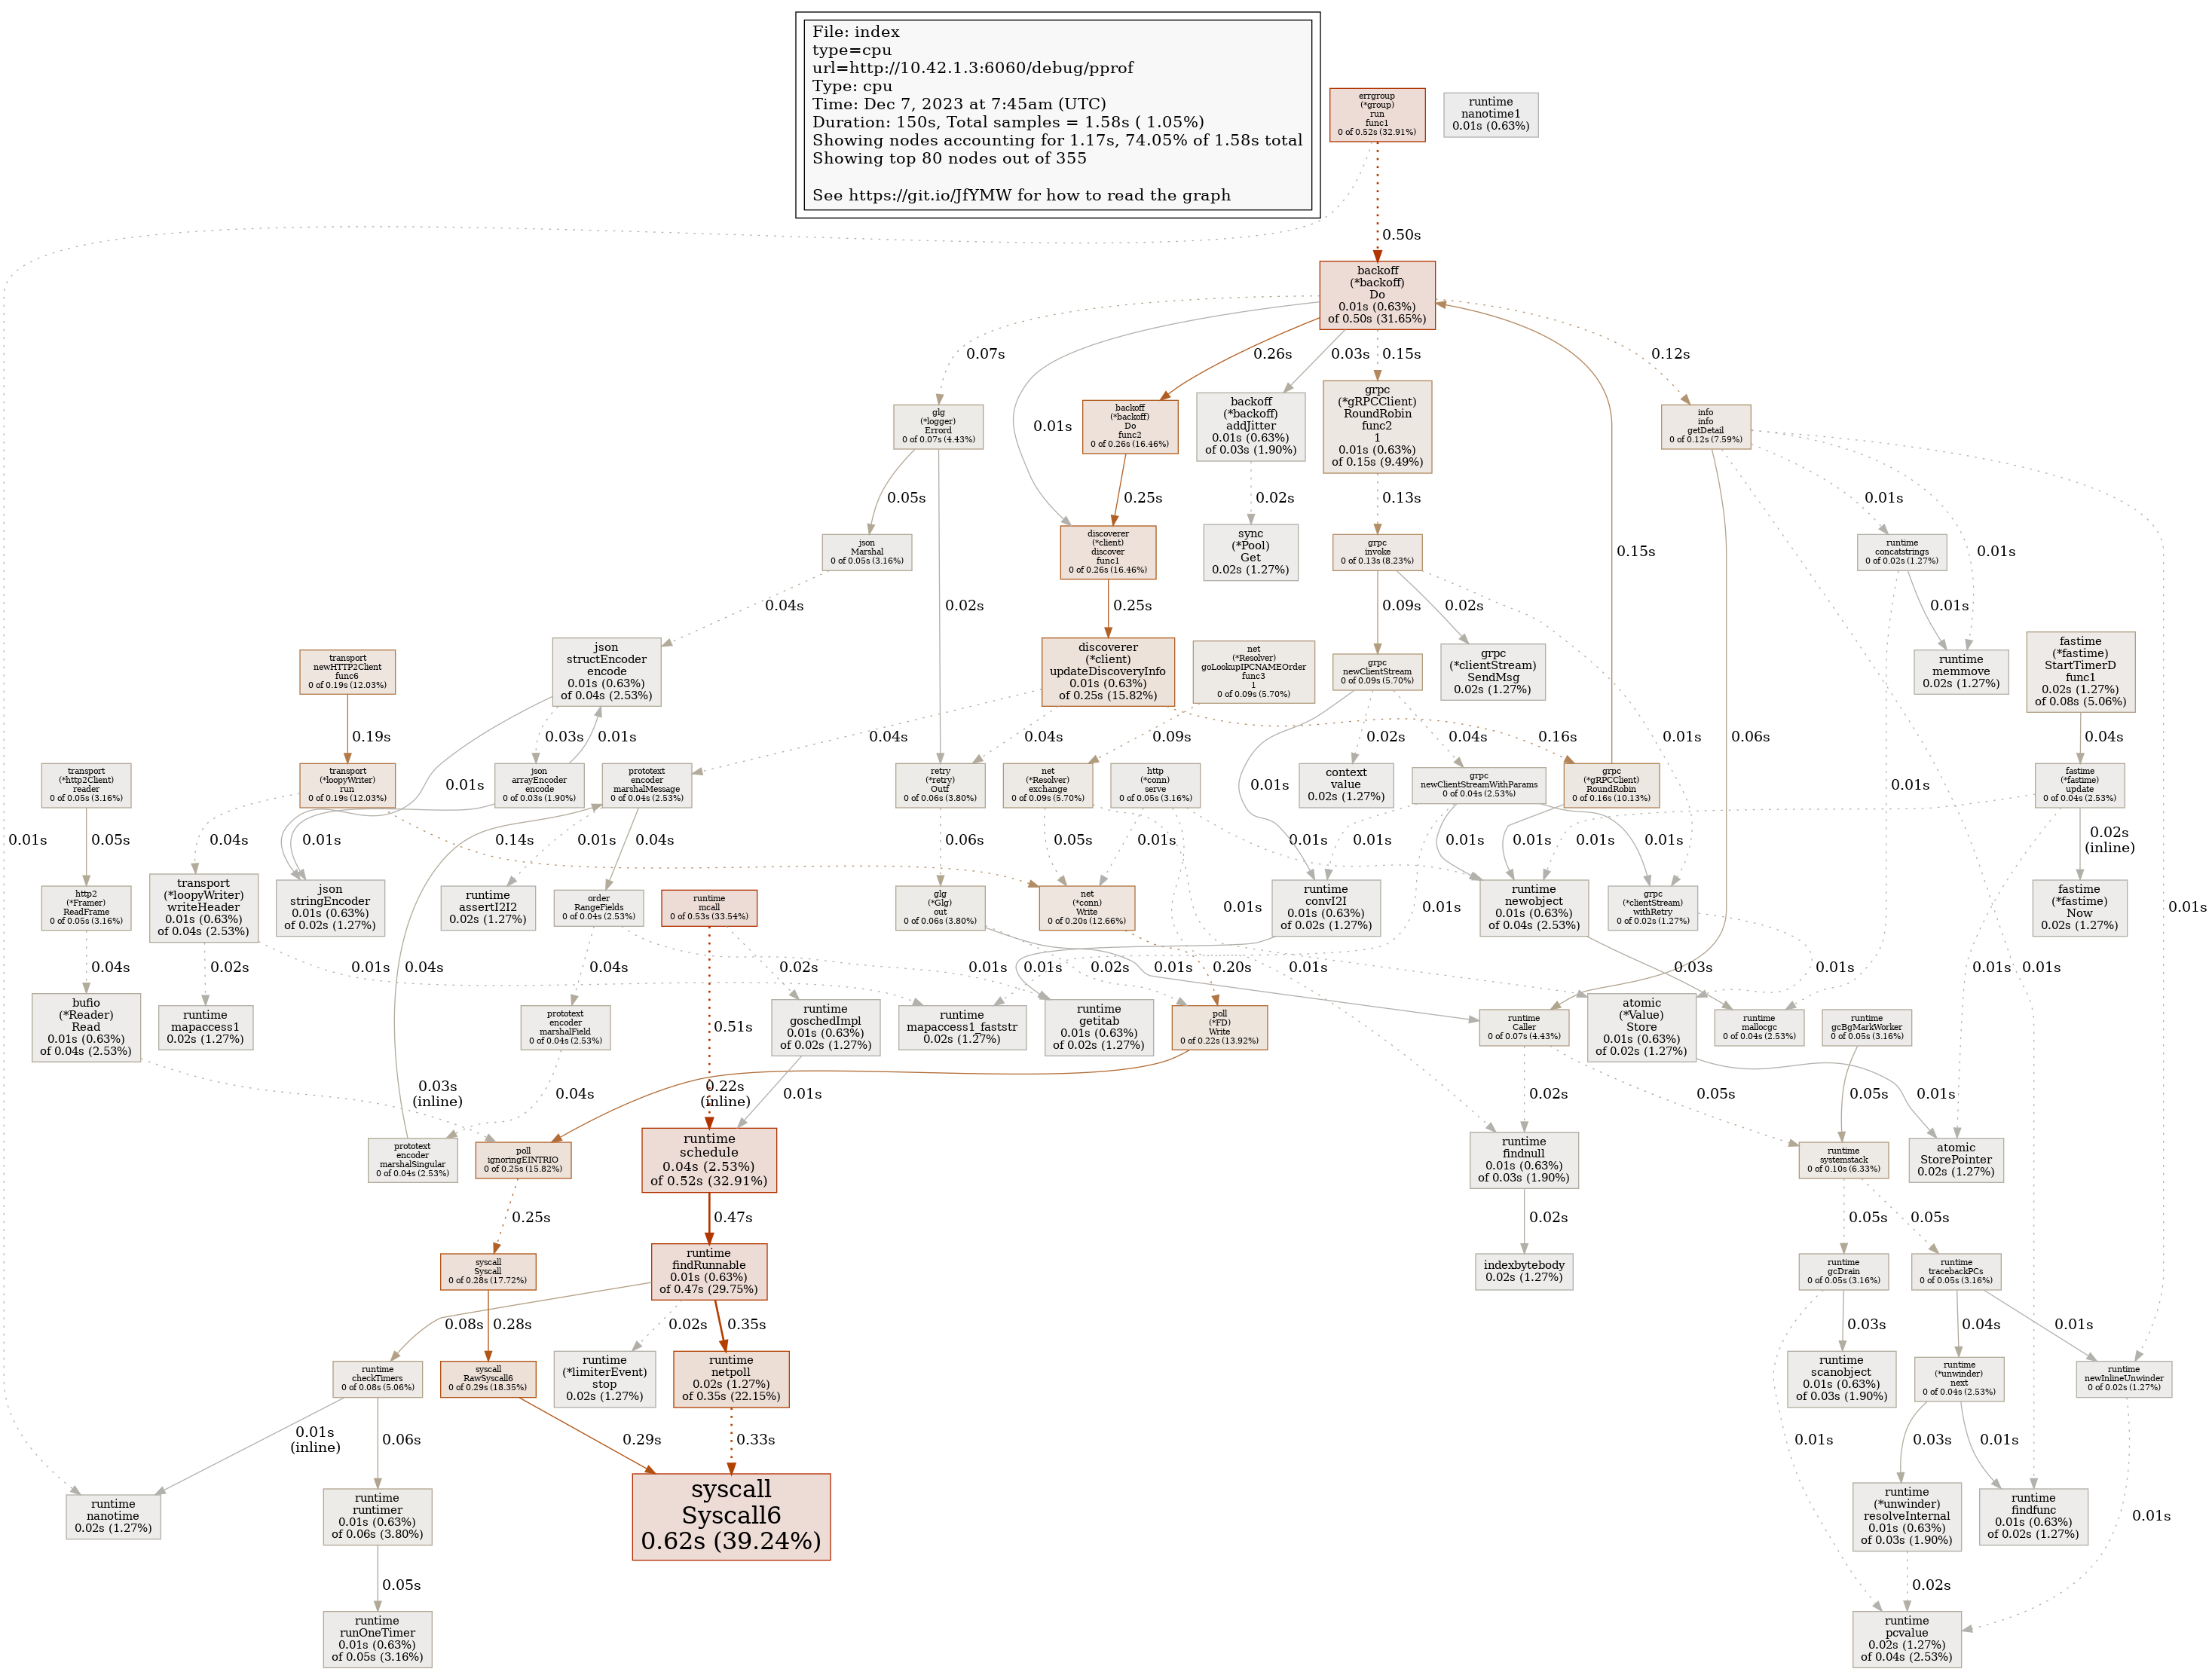 File: index
type=cpu
url=http://10.42.1.3:6060/debug/pprof
Type: cpu
Time: Dec 7, 2023 at 7:45am (UTC)
Duration: 150s, Total samples = 1.58s ( 1.05%)
Showing nodes accounting for 1.17s, 74.05% of 1.58s total
Showing top 80 nodes out of 355
See https://git.io/JfYMW for how to read the graph
errgroup
(*group)
run
func1
0 of 0.52s (32.91%)
runtime
nanotime1
0.01s (0.63%)
0.50s
backoff
(*backoff)
Do
0.01s (0.63%)
of 0.50s (31.65%)
0.07s
0.01s
0.26s
0.03s
0.15s
0.12s
glg
(*logger)
Errord
0 of 0.07s (4.43%)
backoff
(*backoff)
Do
func2
0 of 0.26s (16.46%)
backoff
(*backoff)
addJitter
0.01s (0.63%)
of 0.03s (1.90%)
grpc
(*gRPCClient)
RoundRobin
func2
1
0.01s (0.63%)
of 0.15s (9.49%)
info
info
getDetail
0 of 0.12s (7.59%)
0.05s
0.25s
0.02s
0.13s
0.01s
0.01s
json
Marshal
0 of 0.05s (3.16%)
discoverer
(*client)
discover
func1
0 of 0.26s (16.46%)
sync
(*Pool)
Get
0.02s (1.27%)
grpc
invoke
0 of 0.13s (8.23%)
0.15s
runtime
concatstrings
0 of 0.02s (1.27%)
0.04s
0.02s
0.25s
0.09s
0.02s
0.06s
0.01s
transport
newHTTP2Client
func6
0 of 0.19s (12.03%)
json
structEncoder
encode
0.01s (0.63%)
of 0.04s (2.53%)
discoverer
(*client)
updateDiscoveryInfo
0.01s (0.63%)
of 0.25s (15.82%)
net
(*Resolver)
goLookupIPCNAMEOrder
func3
1
0 of 0.09s (5.70%)
grpc
newClientStream
0 of 0.09s (5.70%)
grpc
(*clientStream)
SendMsg
0.02s (1.27%)
runtime
memmove
0.02s (1.27%)
fastime
(*fastime)
StartTimerD
func1
0.02s (1.27%)
of 0.08s (5.06%)
0.19s
0.03s
0.01s
0.04s
0.04s
0.09s
0.02s
0.04s
0.16s
0.01s
0.04s
transport
(*http2Client)
reader
0 of 0.05s (3.16%)
transport
(*loopyWriter)
run
0 of 0.19s (12.03%)
0.01s
json
arrayEncoder
encode
0 of 0.03s (1.90%)
prototext
encoder
marshalMessage
0 of 0.04s (2.53%)
retry
(*retry)
Outf
0 of 0.06s (3.80%)
net
(*Resolver)
exchange
0 of 0.09s (5.70%)
http
(*conn)
serve
0 of 0.05s (3.16%)
0.01s
context
value
0.02s (1.27%)
grpc
newClientStreamWithParams
0 of 0.04s (2.53%)
grpc
(*gRPCClient)
RoundRobin
0 of 0.16s (10.13%)
0.01s
fastime
(*fastime)
update
0 of 0.04s (2.53%)
0.01s
0.05s
0.04s
0.01s
0.14s
0.01s
0.04s
0.06s
0.05s
0.01s
0.01s
0.01s
0.01s
0.01s
0.01s
0.01s
0.02s
(inline)
http2
(*Framer)
ReadFrame
0 of 0.05s (3.16%)
transport
(*loopyWriter)
writeHeader
0.01s (0.63%)
of 0.04s (2.53%)
json
stringEncoder
0.01s (0.63%)
of 0.02s (1.27%)
runtime
assertI2I2
0.02s (1.27%)
order
RangeFields
0 of 0.04s (2.53%)
runtime
mcall
0 of 0.53s (33.54%)
glg
(*Glg)
out
0 of 0.06s (3.80%)
net
(*conn)
Write
0 of 0.20s (12.66%)
0.01s
runtime
convI2I
0.01s (0.63%)
of 0.02s (1.27%)
0.01s
runtime
newobject
0.01s (0.63%)
of 0.04s (2.53%)
grpc
(*clientStream)
withRetry
0 of 0.02s (1.27%)
fastime
(*fastime)
Now
0.02s (1.27%)
0.01s
0.04s
0.02s
0.01s
0.04s
0.04s
0.02s
0.01s
0.02s
0.01s
0.01s
0.20s
0.01s
0.03s
0.01s
0.01s
0.01s
bufio
(*Reader)
Read
0.01s (0.63%)
of 0.04s (2.53%)
runtime
mapaccess1
0.02s (1.27%)
prototext
encoder
marshalField
0 of 0.04s (2.53%)
0.51s
runtime
goschedImpl
0.01s (0.63%)
of 0.02s (1.27%)
runtime
mapaccess1_faststr
0.02s (1.27%)
runtime
getitab
0.01s (0.63%)
of 0.02s (1.27%)
poll
(*FD)
Write
0 of 0.22s (13.92%)
runtime
Caller
0 of 0.07s (4.43%)
atomic
(*Value)
Store
0.01s (0.63%)
of 0.02s (1.27%)
runtime
mallocgc
0 of 0.04s (2.53%)
runtime
gcBgMarkWorker
0 of 0.05s (3.16%)
0.03s
(inline)
0.04s
0.22s
(inline)
0.01s
0.02s
0.05s
0.05s
0.01s
prototext
encoder
marshalSingular
0 of 0.04s (2.53%)
poll
ignoringEINTRIO
0 of 0.25s (15.82%)
runtime
schedule
0.04s (2.53%)
of 0.52s (32.91%)
runtime
findnull
0.01s (0.63%)
of 0.03s (1.90%)
runtime
systemstack
0 of 0.10s (6.33%)
atomic
StorePointer
0.02s (1.27%)
0.25s
0.47s
0.02s
0.05s
0.05s
syscall
Syscall
0 of 0.28s (17.72%)
runtime
findRunnable
0.01s (0.63%)
of 0.47s (29.75%)
indexbytebody
0.02s (1.27%)
runtime
gcDrain
0 of 0.05s (3.16%)
runtime
tracebackPCs
0 of 0.05s (3.16%)
0.08s
0.28s
0.02s
0.35s
0.03s
0.04s
0.01s
runtime
checkTimers
0 of 0.08s (5.06%)
syscall
RawSyscall6
0 of 0.29s (18.35%)
runtime
(*limiterEvent)
stop
0.02s (1.27%)
runtime
netpoll
0.02s (1.27%)
of 0.35s (22.15%)
runtime
scanobject
0.01s (0.63%)
of 0.03s (1.90%)
runtime
(*unwinder)
next
0 of 0.04s (2.53%)
runtime
newInlineUnwinder
0 of 0.02s (1.27%)
0.01s
(inline)
0.06s
0.29s
0.33s
0.01s
0.03s
0.01s
runtime
nanotime
0.02s (1.27%)
runtime
runtimer
0.01s (0.63%)
of 0.06s (3.80%)
syscall
Syscall6
0.62s (39.24%)
runtime
(*unwinder)
resolveInternal
0.01s (0.63%)
of 0.03s (1.90%)
runtime
findfunc
0.01s (0.63%)
of 0.02s (1.27%)
0.01s
0.05s
0.02s
runtime
runOneTimer
0.01s (0.63%)
of 0.05s (3.16%)
runtime
pcvalue
0.02s (1.27%)
of 0.04s (2.53%)